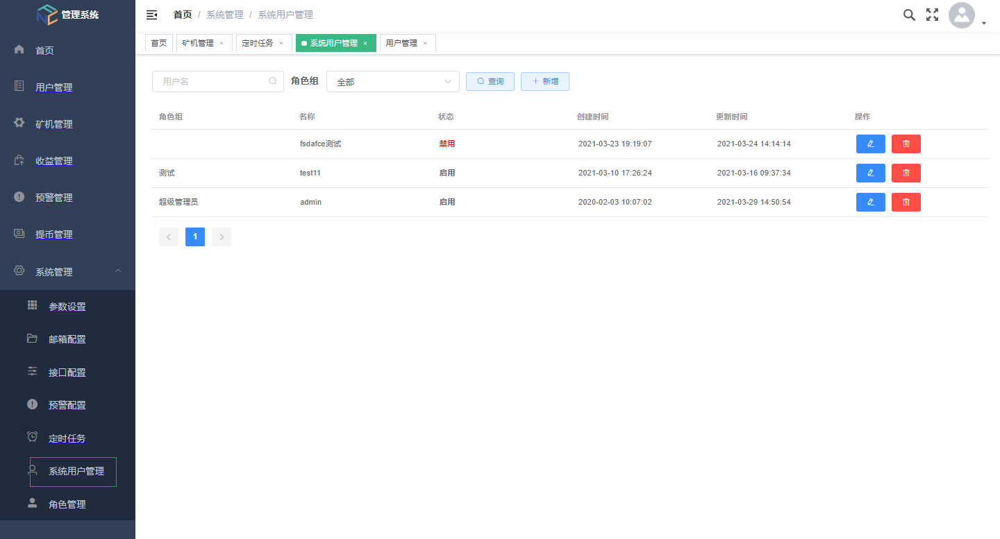 管理系统
首页
用户管理
矿机管理
收益管理
预警管理
提币管理
系统管理
参数设置
邮箱配置
接口配置
预警配置
定时任务
系统用户管理
角色管理
首页 / 系统管理 / 系统用户管理
首页 矿机管理 × 定时任务 × 系统用户管理 × 用户管理 ×
用户名 角色组 全部 查询 新增
角色组 名称 状态 创建时间 更新时间 操作
fsdafce测试 禁用 2021-03-23 19:19:07 2021-03-24 14:14:14
测试 test11 启用 2021-03-10 17:26:24 2021-03-16 09:37:34
超级管理员 admin 启用 2020-02-03 10:07:02 2021-03-29 14:50:54
1